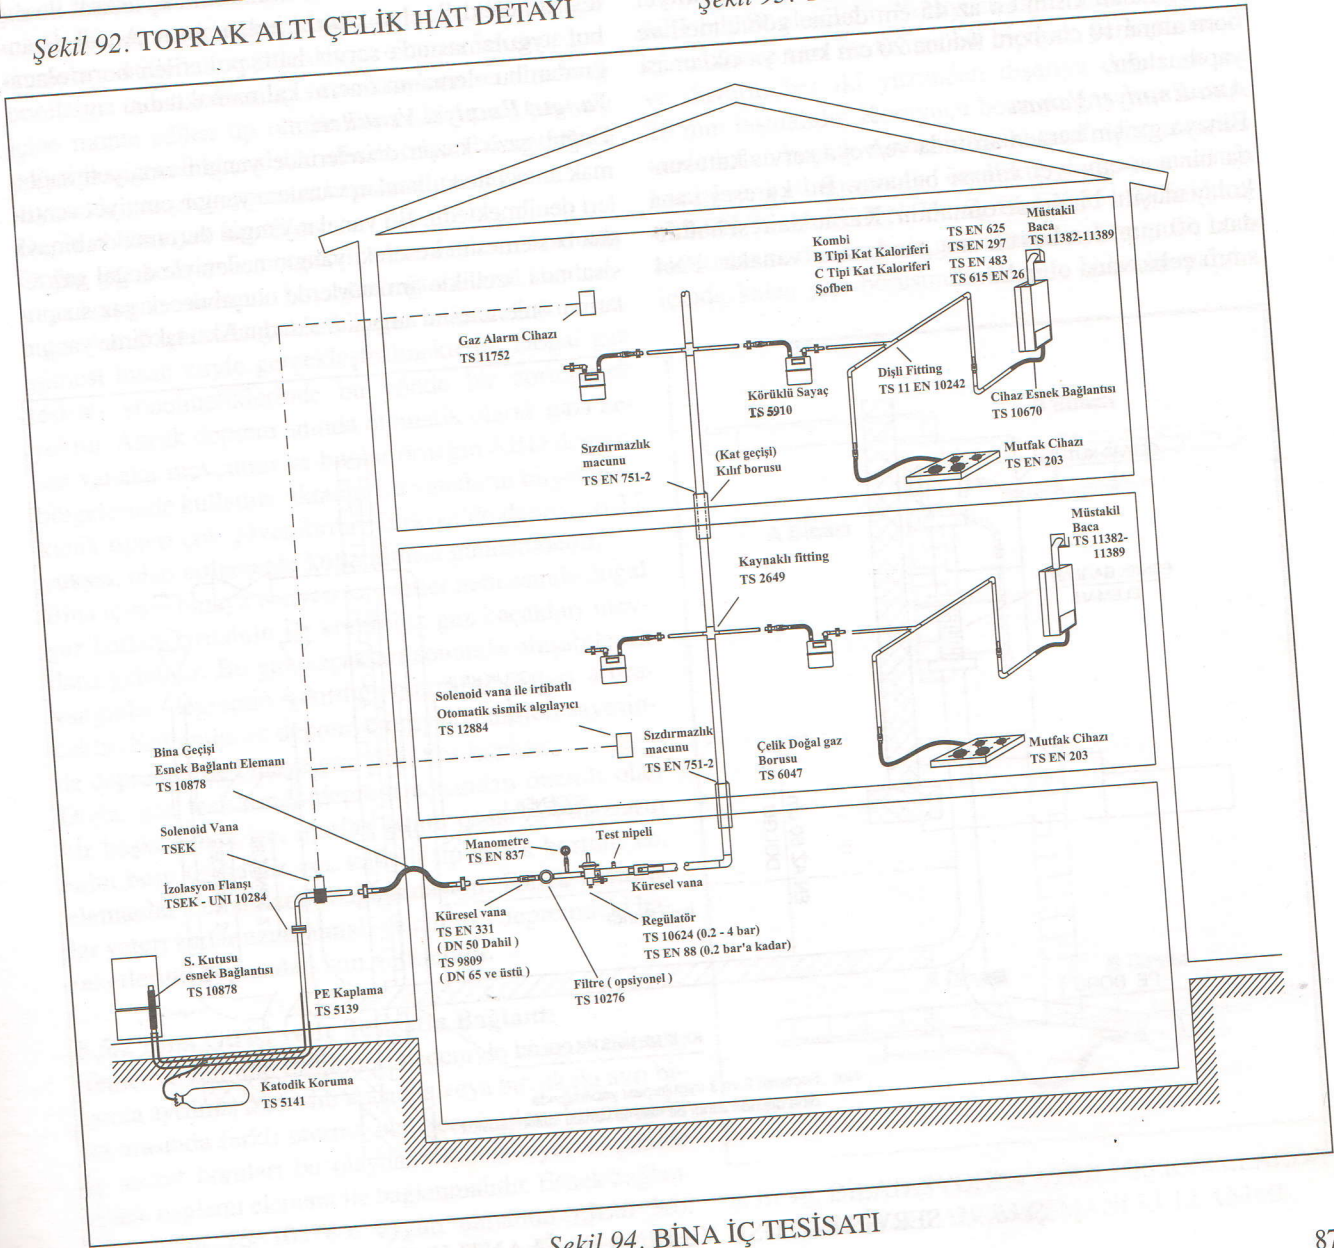 Şekil 92. TOPRAK ALTI ÇELİK HAT DETAYI
Kombi
B Tipi Kat Kaloriferi
C Tipi Kat Kaloriferi
Şofben
TS EN 625
TS EN 297
TS EN 483
TS 615 EN 26
Müstakil
Baca
TS 11382-11389
Gaz Alarm Cihazı
TS 11752
Körüklü Sayaç
TS 5910
Dişli Fitting
TS 11 EN 10242
Cihaz Esnek Bağlantısı
TS 10670
Mutfak Cihazı
TS EN 203
Sızdırmazlık
macunu
TS EN 751-2
(Kat geçişi)
Kılıf borusu
Müstakil
Baca
TS 11382-
11389
Kaynaklı fitting
TS 2649
Solenoid vana ile irtibatlı
Otomatik sismik algılayıcı
TS 12884
Sızdırmazlık
macunu
TS EN 751-2
Çelik Doğal gaz
Borusu
TS 6047
Mutfak Cihazı
TS EN 203
Bina Geçişi
Esnek Bağlantı Elemanı
TS 10878
Solenoid Vana
TSEK
İzolasyon Flanşı
TSEK - UNI 10284
Manometre
TS EN 837
Test nipeli
Küresel vana
Küresel vana
TS EN 331
( DN 50 Dahil )
TS 9809
( DN 65 ve üstü )
Regülatör
TS 10624 (0.2 - 4 bar)
TS EN 88 (0.2 bar'a kadar)
Filtre ( opsiyonel )
TS 10276
S. Kutusu
esnek Bağlantısı
TS 10878
PE Kaplama
TS 5139
Katodik Koruma
TS 5141
Şekil 94. BİNA İÇ TESİSATI
87